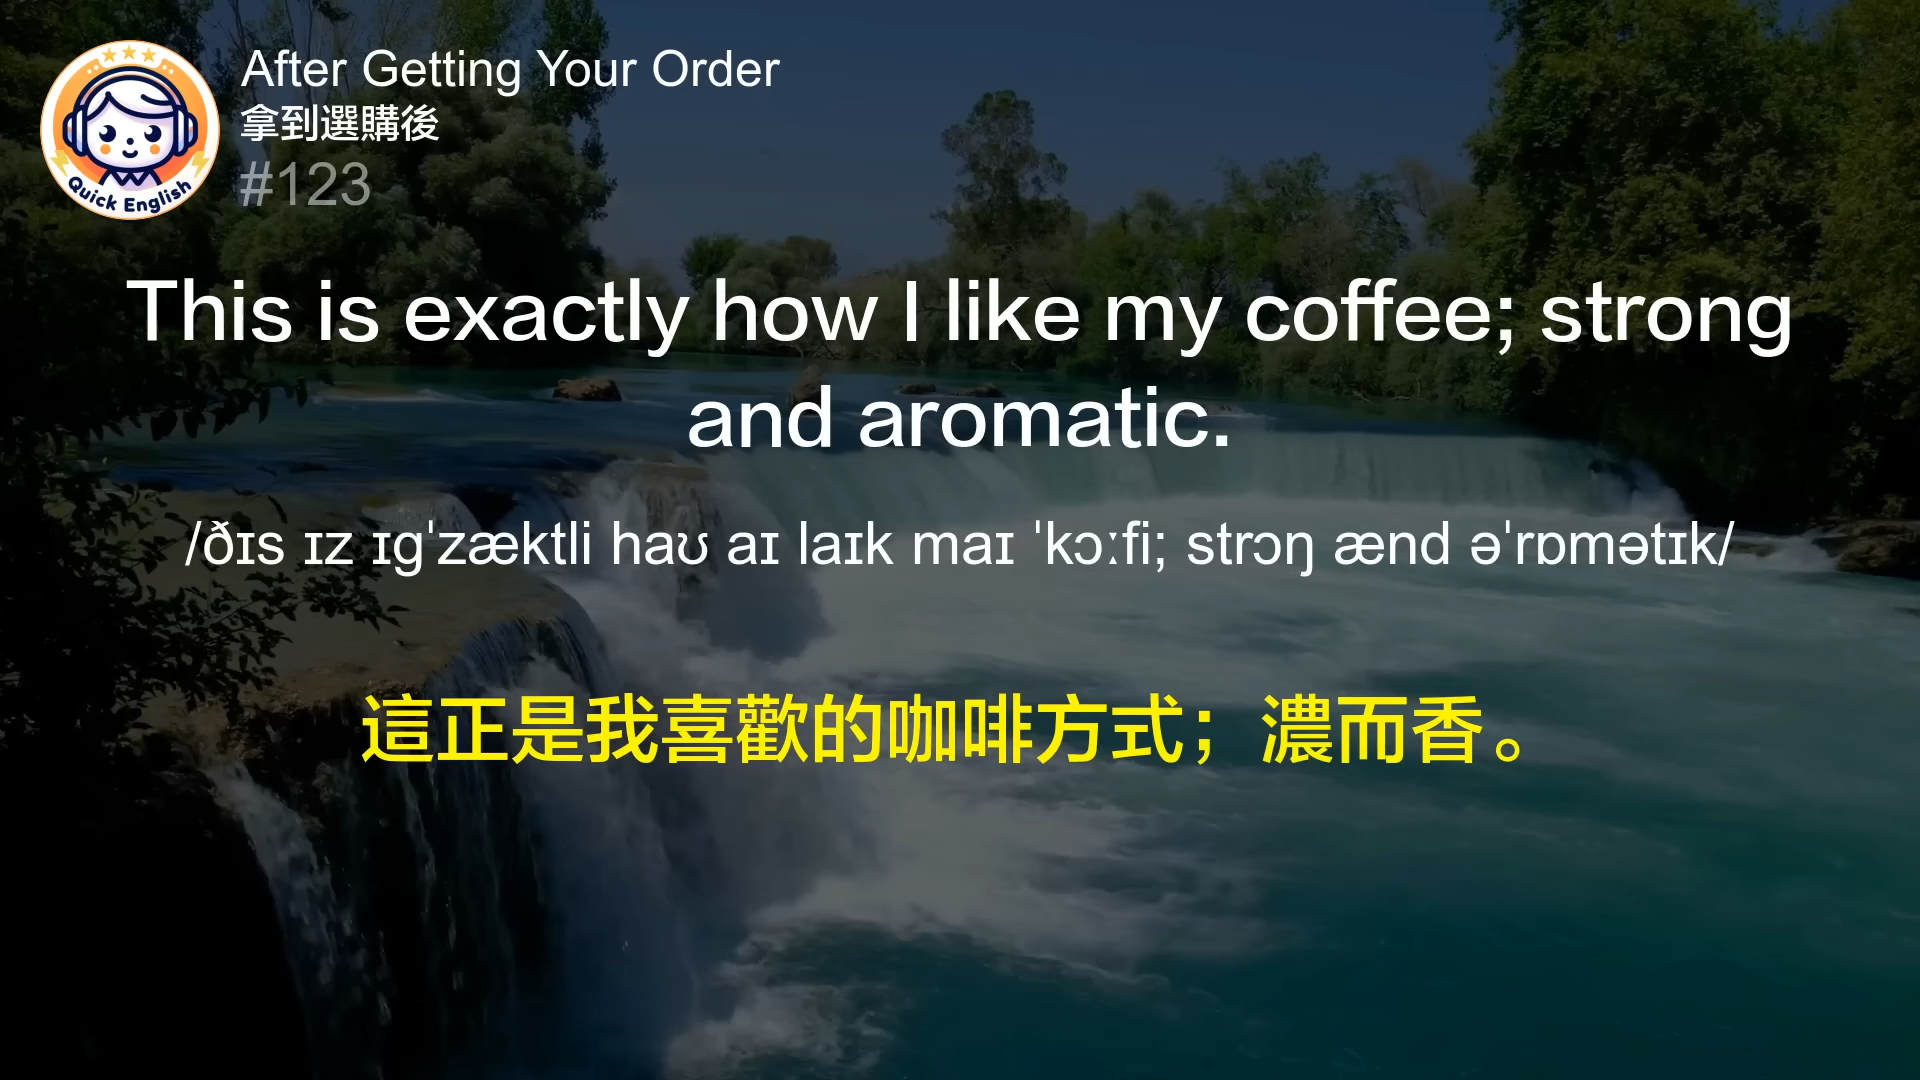 After Getting Your Order
拿到選購後
#123
Quick English
This is exactly how I like my coffee; strong
and aromatic.
/ðɪs ɪz ɪɡˈzæktli haʊ aɪ laɪk maɪ ˈkɔːfi; strɔŋ ænd əˈrɒmətɪk/
這正是我喜歡的咖啡方式；濃而香。